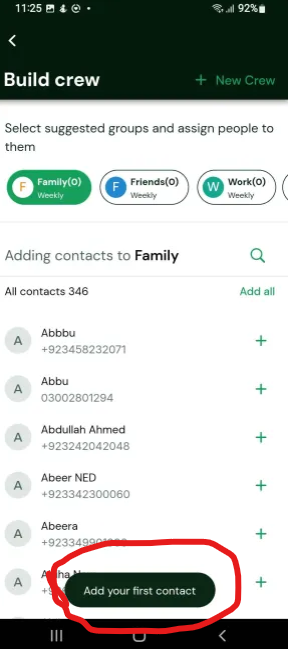 11:25 92%
Build crew
+ New Crew
Select suggested groups and assign people to
them
F Family(0)
Weekly
F Friends(0)
Weekly
W Work(0)
Weekly
Adding contacts to Family
All contacts 346
Add all
A Abbbu
+923458232071
A Abbu
03002801294
A Abdullah Ahmed
+923242042048
A Abeer NED
+923342300060
A Abeera
A
Add your first contact